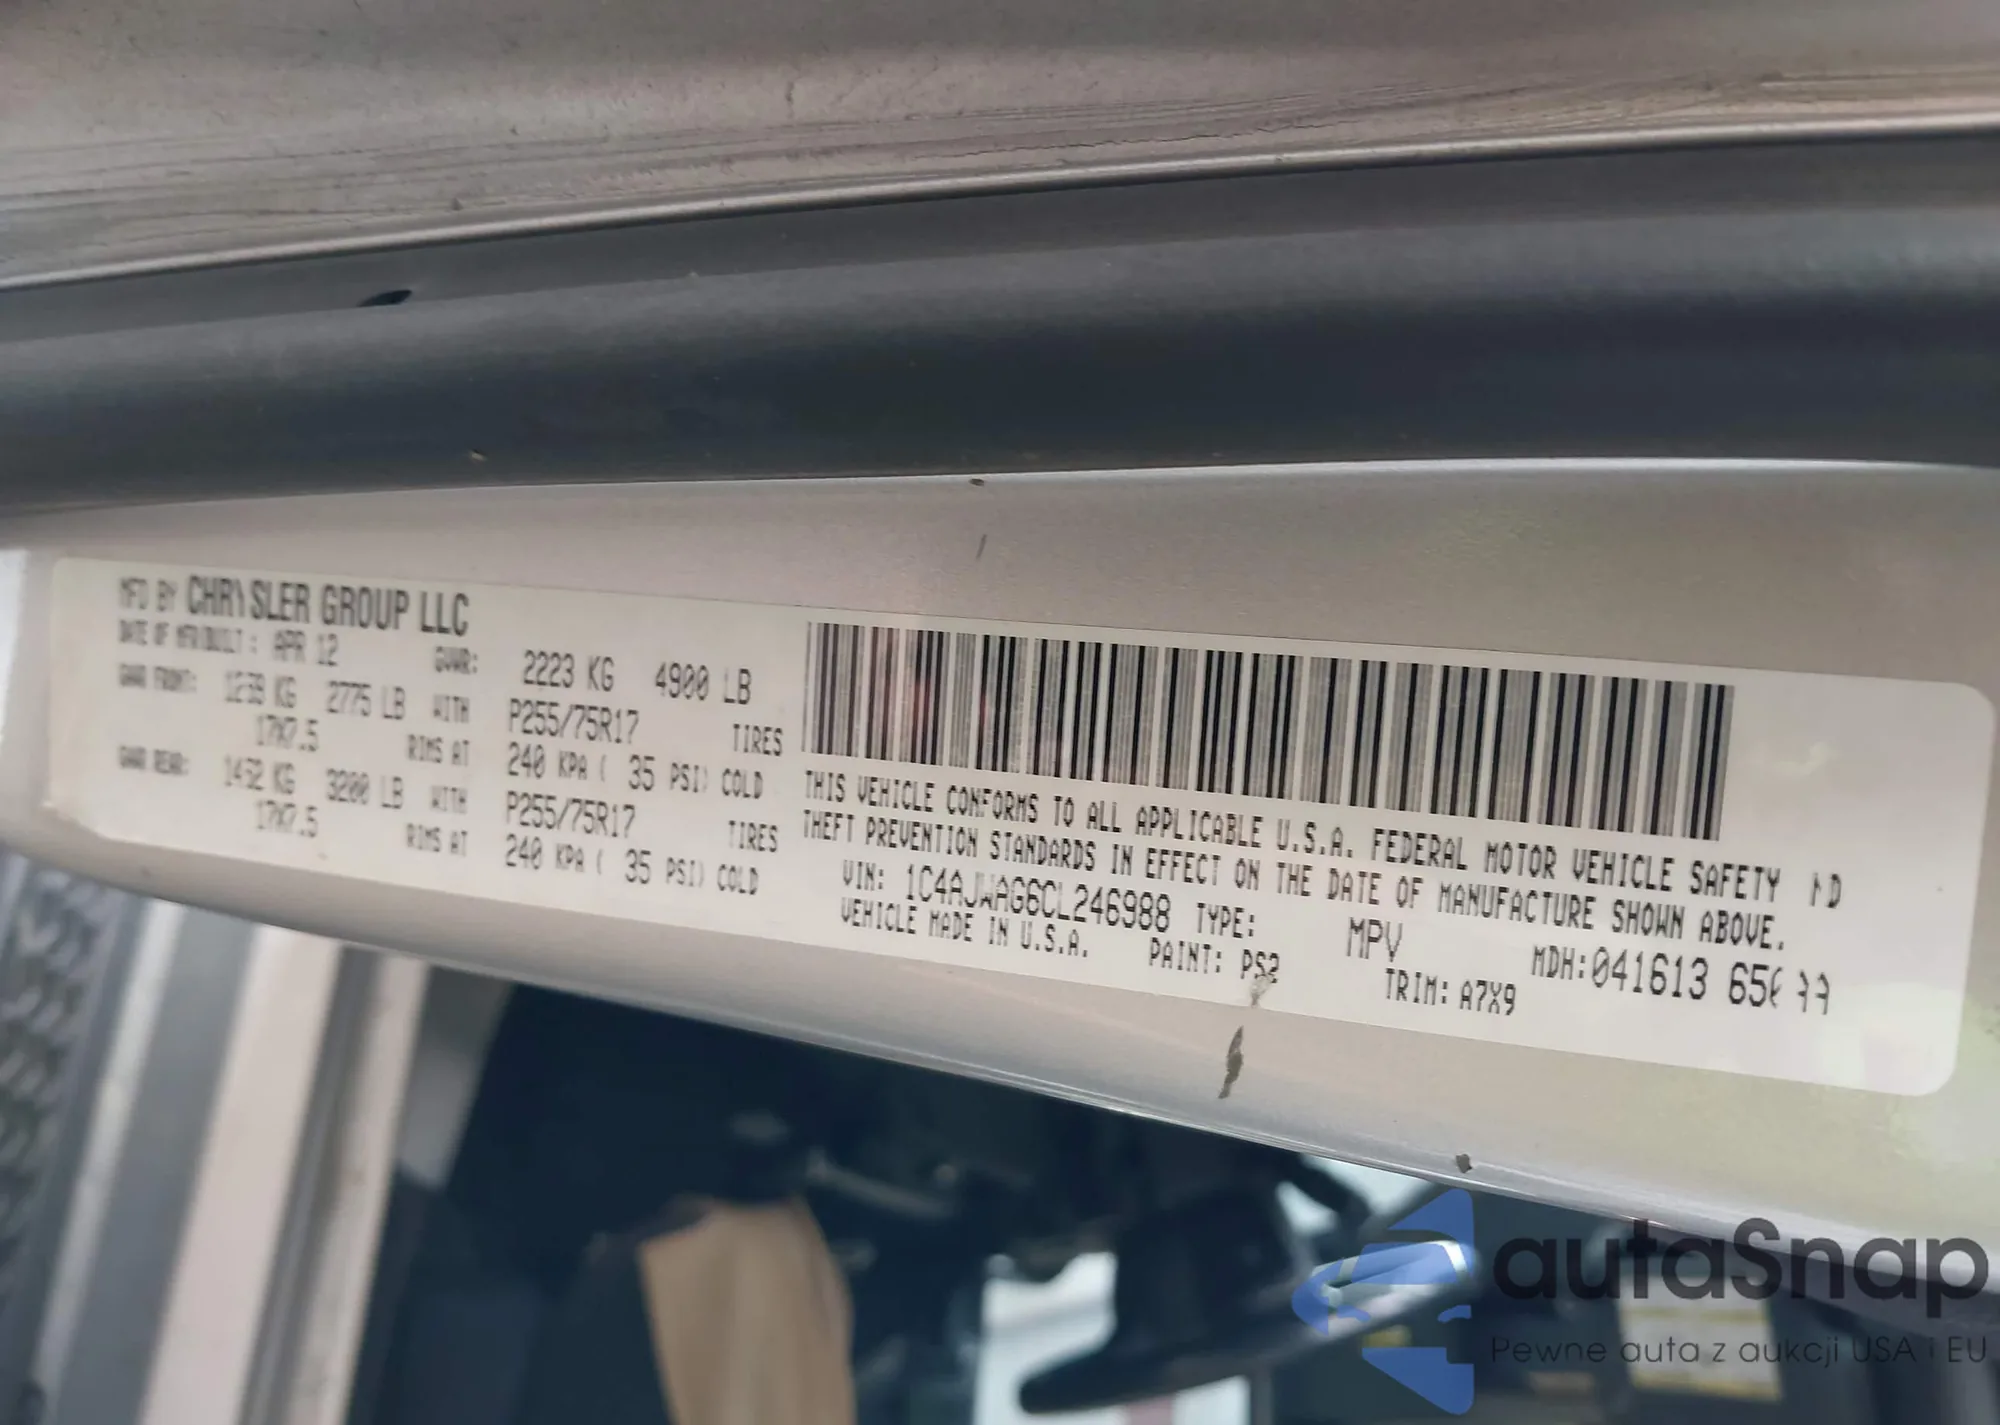 MFD BY CHRYSLER GROUP LLC
DATE OF MFR/BUILT: APR 12 GVWR: 2223 KG 4900 LB
GAWR FRONT: 1259 KG 2775 LB WITH P255/75R17 TIRES
17X7.5 RIMS AT 240 KPA ( 35 PSI) COLD
GAWR REAR: 1452 KG 3200 LB WITH P255/75R17 TIRES
17X7.5 RIMS AT 240 KPA ( 35 PSI) COLD
THIS VEHICLE CONFORMS TO ALL APPLICABLE U.S.A. FEDERAL MOTOR VEHICLE SAFETY
THEFT PREVENTION STANDARDS IN EFFECT ON THE DATE OF MANUFACTURE SHOWN ABOVE.
VIN: 1C4AJWAG6CL246988 TYPE: MPV MDH:041613
VEHICLE MADE IN U.S.A. PAINT: PS2 TRIM: A7X9
autaSnap
Pewne auta z aukcji USA i EU